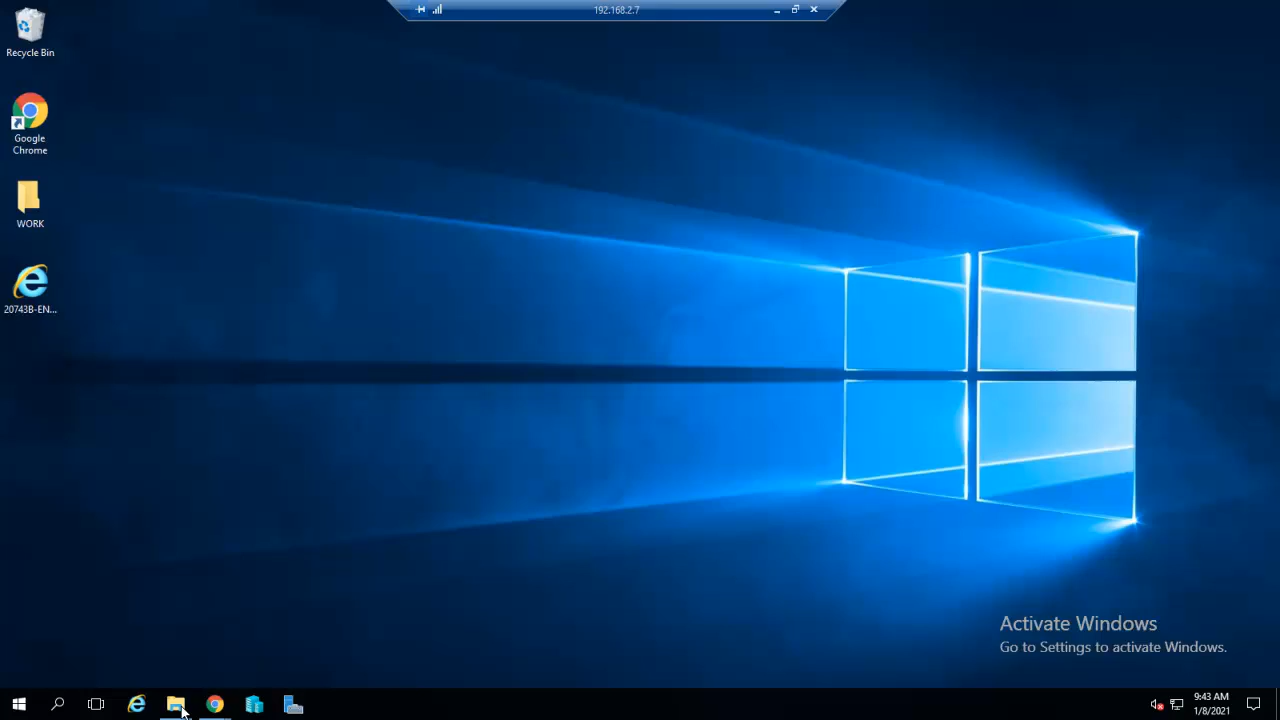 192.168.2.7
Recycle Bin
Google
Chrome
WORK
20743B-EN...
Activate Windows
Go to Settings to activate Windows.
9:43 AM
1/8/2021